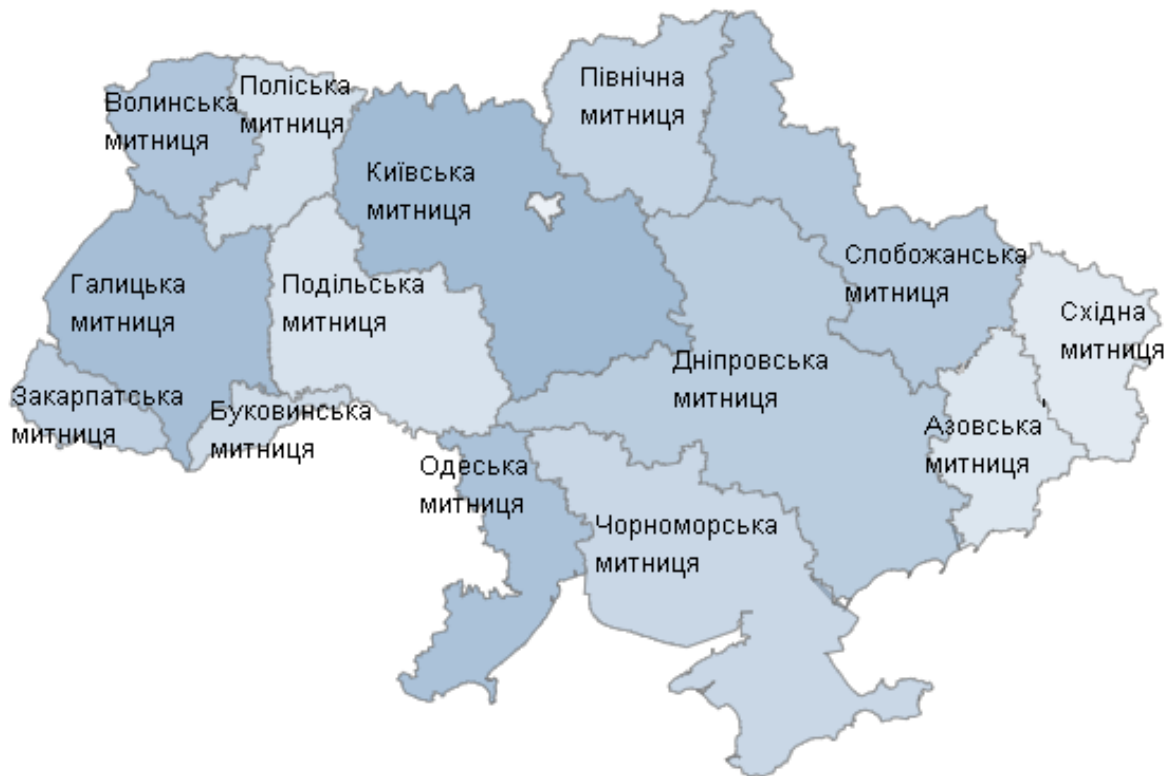 Волинська
митниця
Поліська
митниця
Північна
митниця
Київська
митниця
Галицька
митниця
Подільська
митниця
Слобожанська
митниця
Східна
митниця
Дніпровська
митниця
Закарпатська
митниця
Буковинська
митниця
Азовська
митниця
Одеська
митниця
Чорноморська
митниця